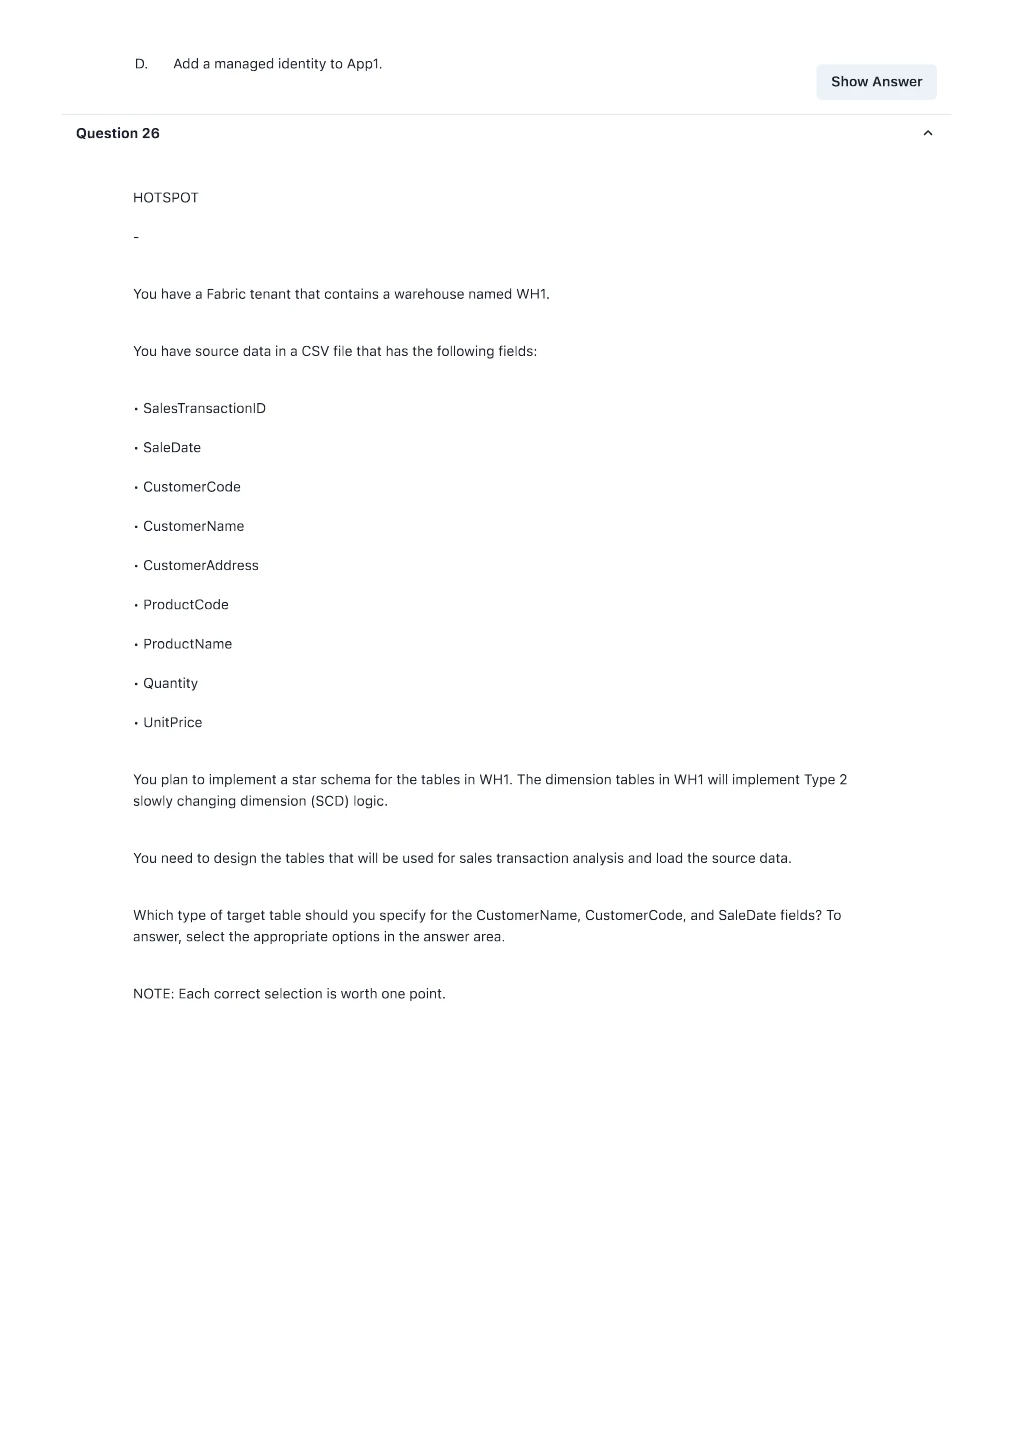 D. Add a managed identity to App1.
Show Answer
Question 26
HOTSPOT
-
You have a Fabric tenant that contains a warehouse named WH1.
You have source data in a CSV file that has the following fields:
• SalesTransactionID
• SaleDate
• CustomerCode
• CustomerName
• CustomerAddress
• ProductCode
• ProductName
• Quantity
• UnitPrice
You plan to implement a star schema for the tables in WH1. The dimension tables in WH1 will implement Type 2
slowly changing dimension (SCD) logic.
You need to design the tables that will be used for sales transaction analysis and load the source data.
Which type of target table should you specify for the CustomerName, CustomerCode, and SaleDate fields? To
answer, select the appropriate options in the answer area.
NOTE: Each correct selection is worth one point.